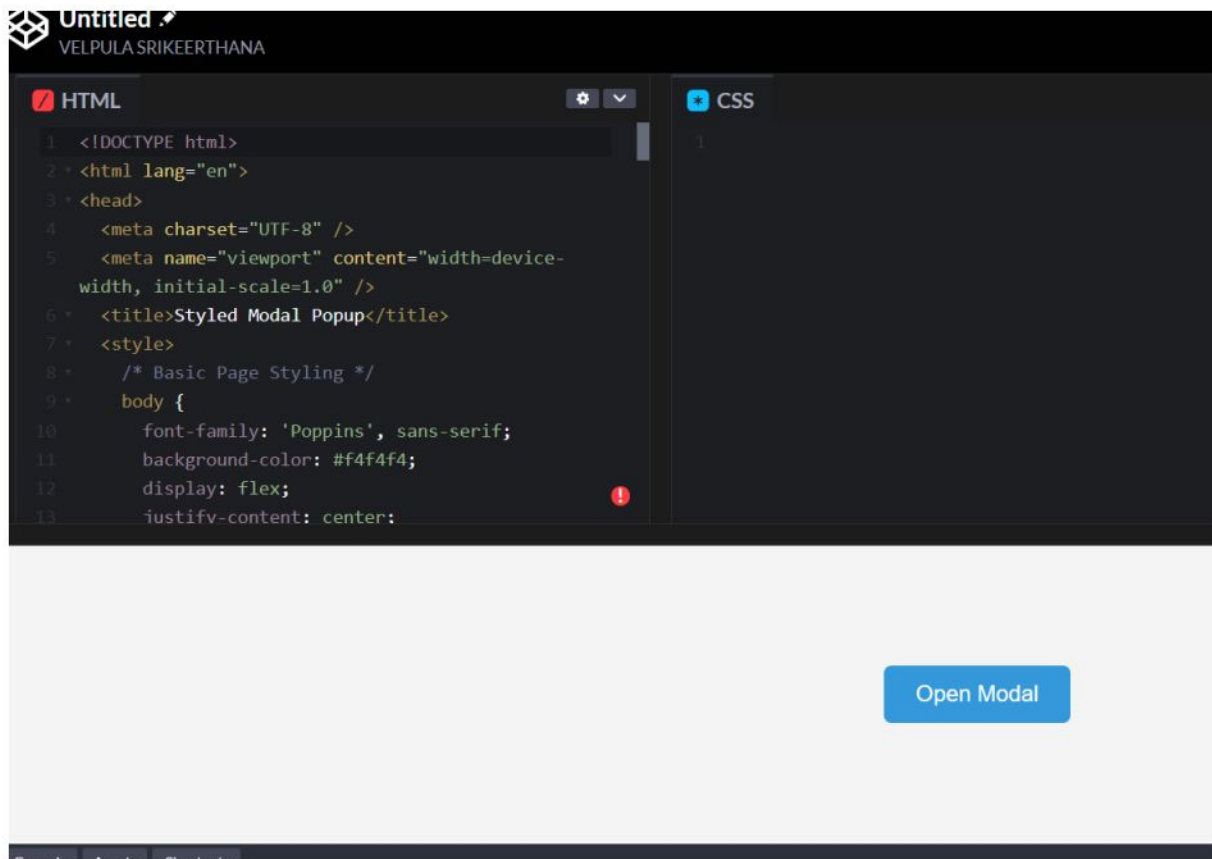 Untitled
VELPULA SRIKEERTHANA
HTML
1 <!DOCTYPE html>
2 <html lang="en">
3 <head>
4 <meta charset="UTF-8" />
5 <meta name="viewport" content="width=device-
width, initial-scale=1.0" />
6 <title>Styled Modal Popup</title>
7 <style>
8 /* Basic Page Styling */
9 body {
10 font-family: 'Poppins', sans-serif;
11 background-color: #f4f4f4;
12 display: flex;
13 justify-content: center;
CSS
1
Open Modal